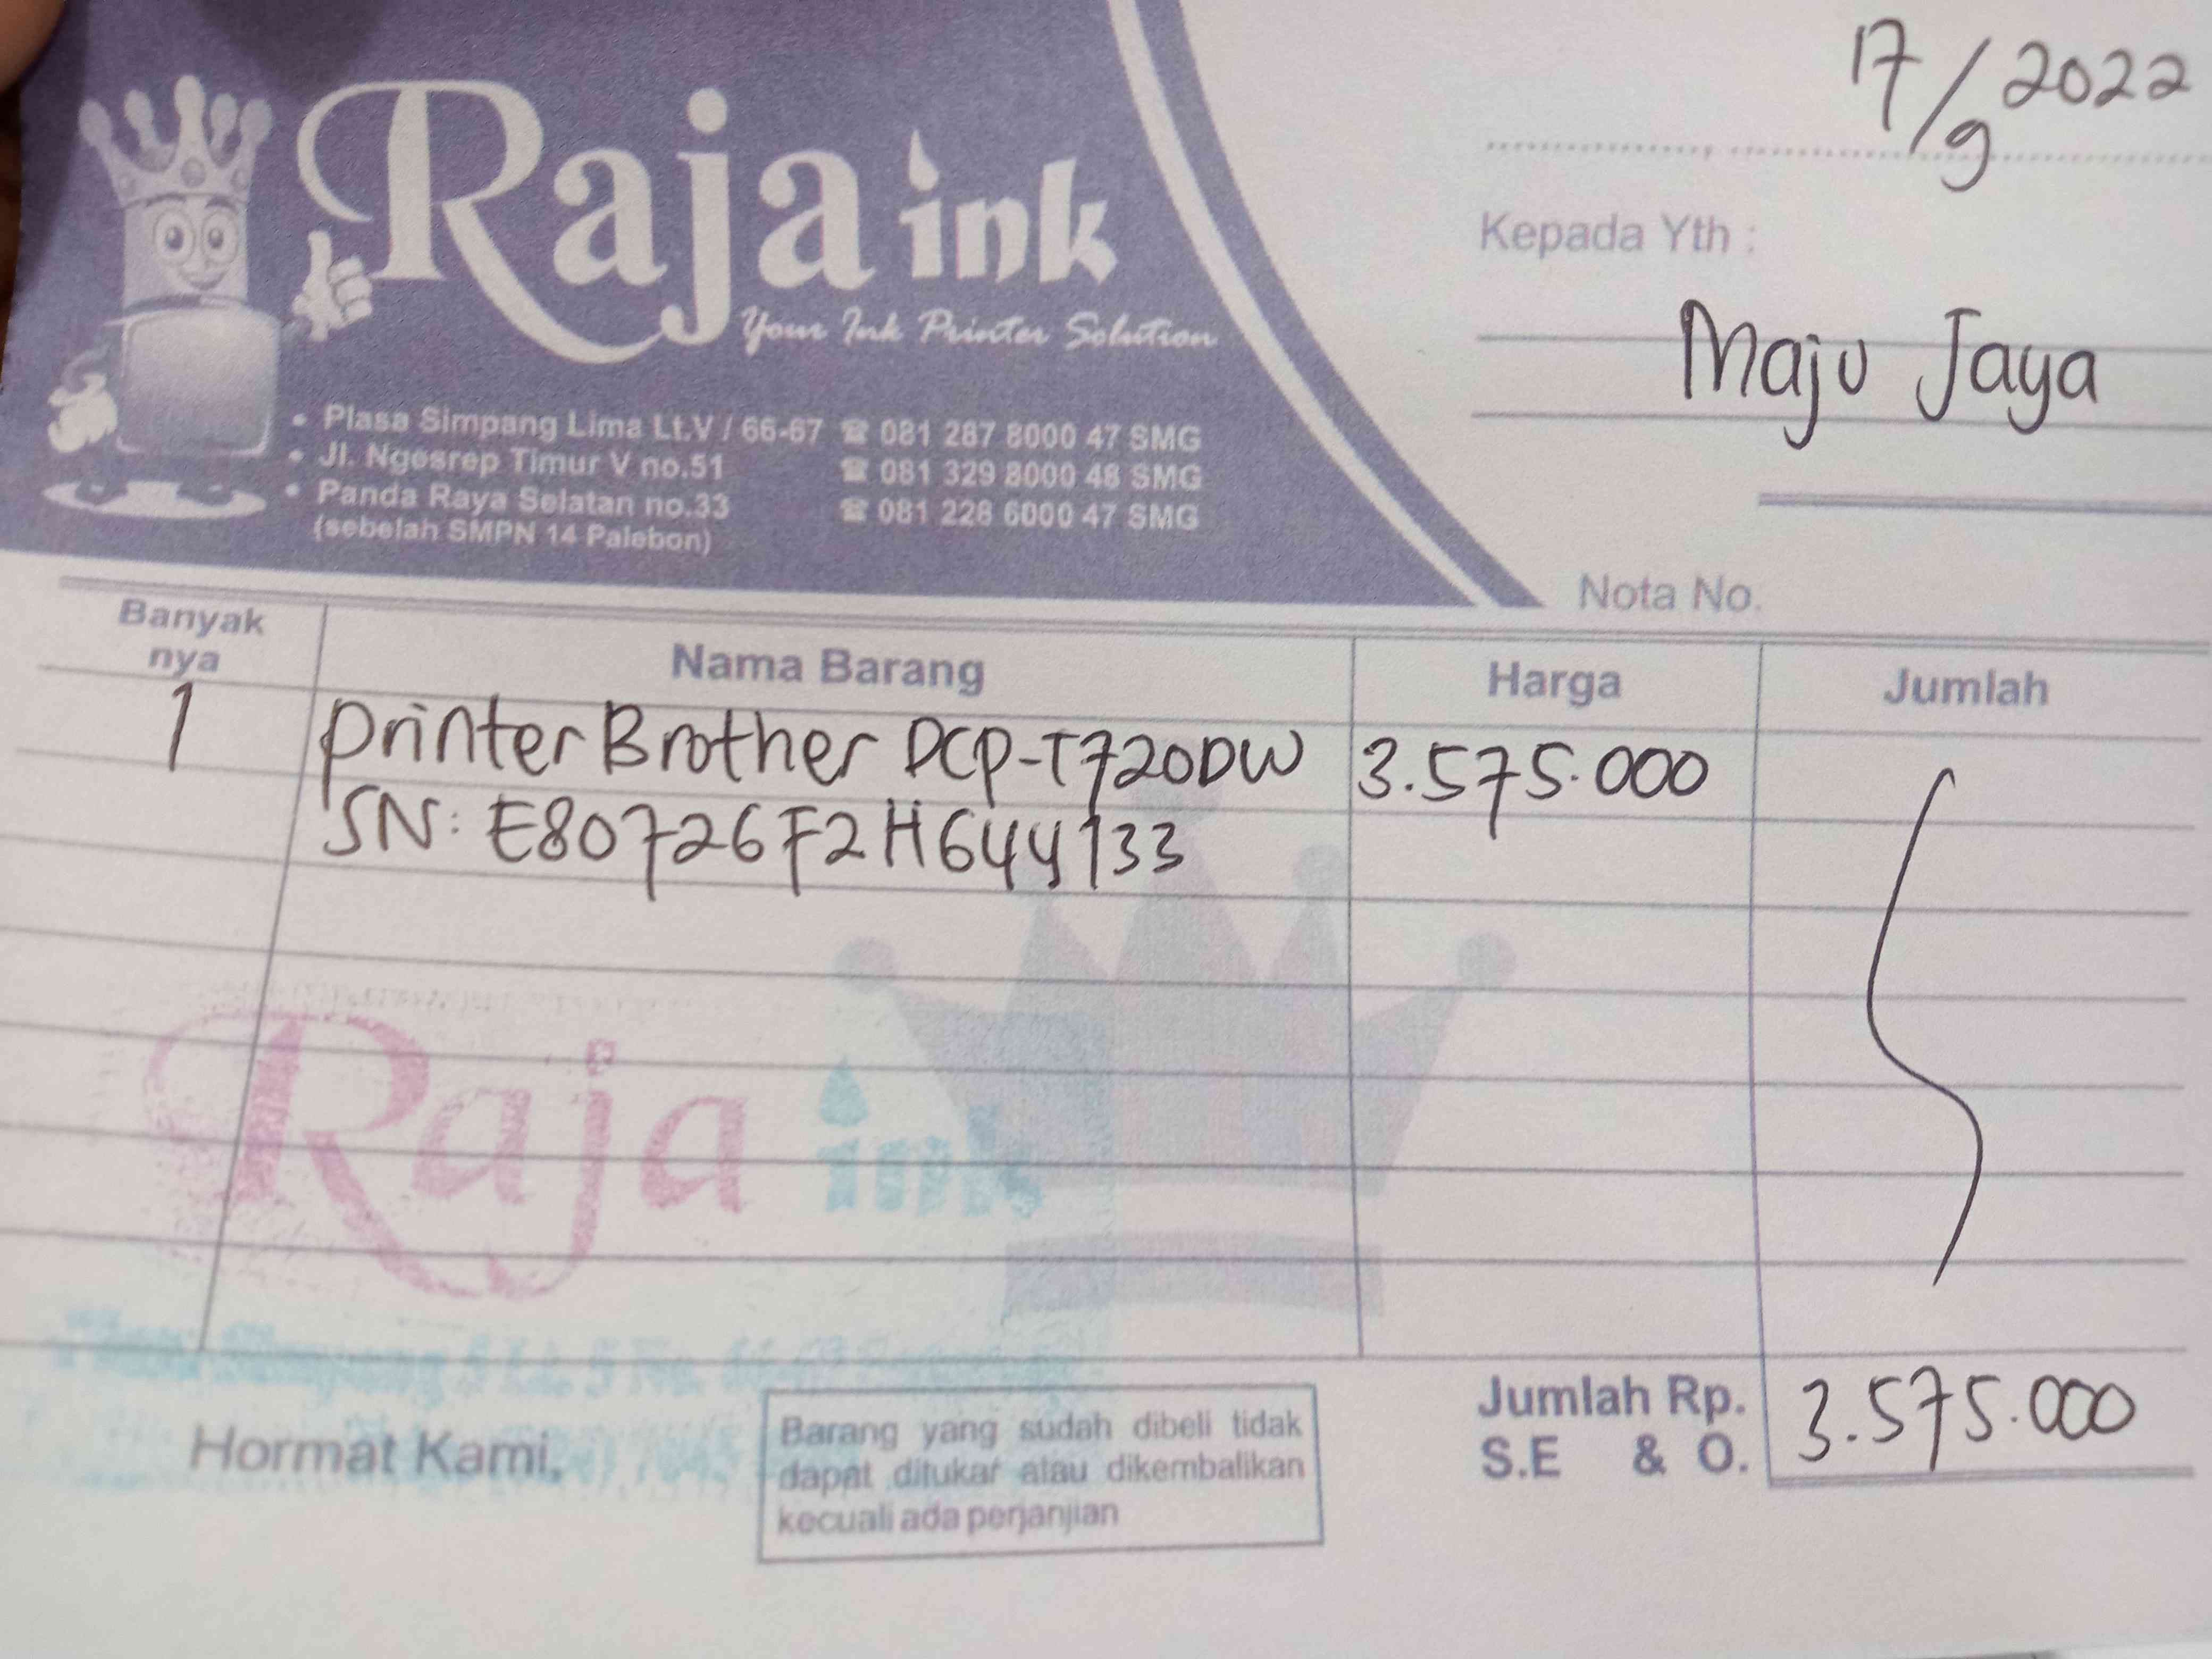 17/9 2022
Raja ink
Your Ink Printer Solution
Kepada Yth :
Maju Jaya
• Plasa Simpang Lima Lt.V / 66-67 ☎ 081 287 8000 47 SMG
• Jl. Ngesrep Timur V no.51 ☎ 081 329 8000 48 SMG
• Panda Raya Selatan no.33 ☎ 081 228 6000 47 SMG
(sebelah SMPN 14 Palebon)
Nota No.
Banyak nya Nama Barang Harga Jumlah
1 Printer Brother DCP-T720DW 3.575.000
SN: E80726F2H644133
Raja ink
Hormat Kami,
Barang yang sudah dibeli tidak
dapat ditukar atau dikembalikan
kecuali ada perjanjian
Jumlah Rp. 3.575.000
S.E & O.